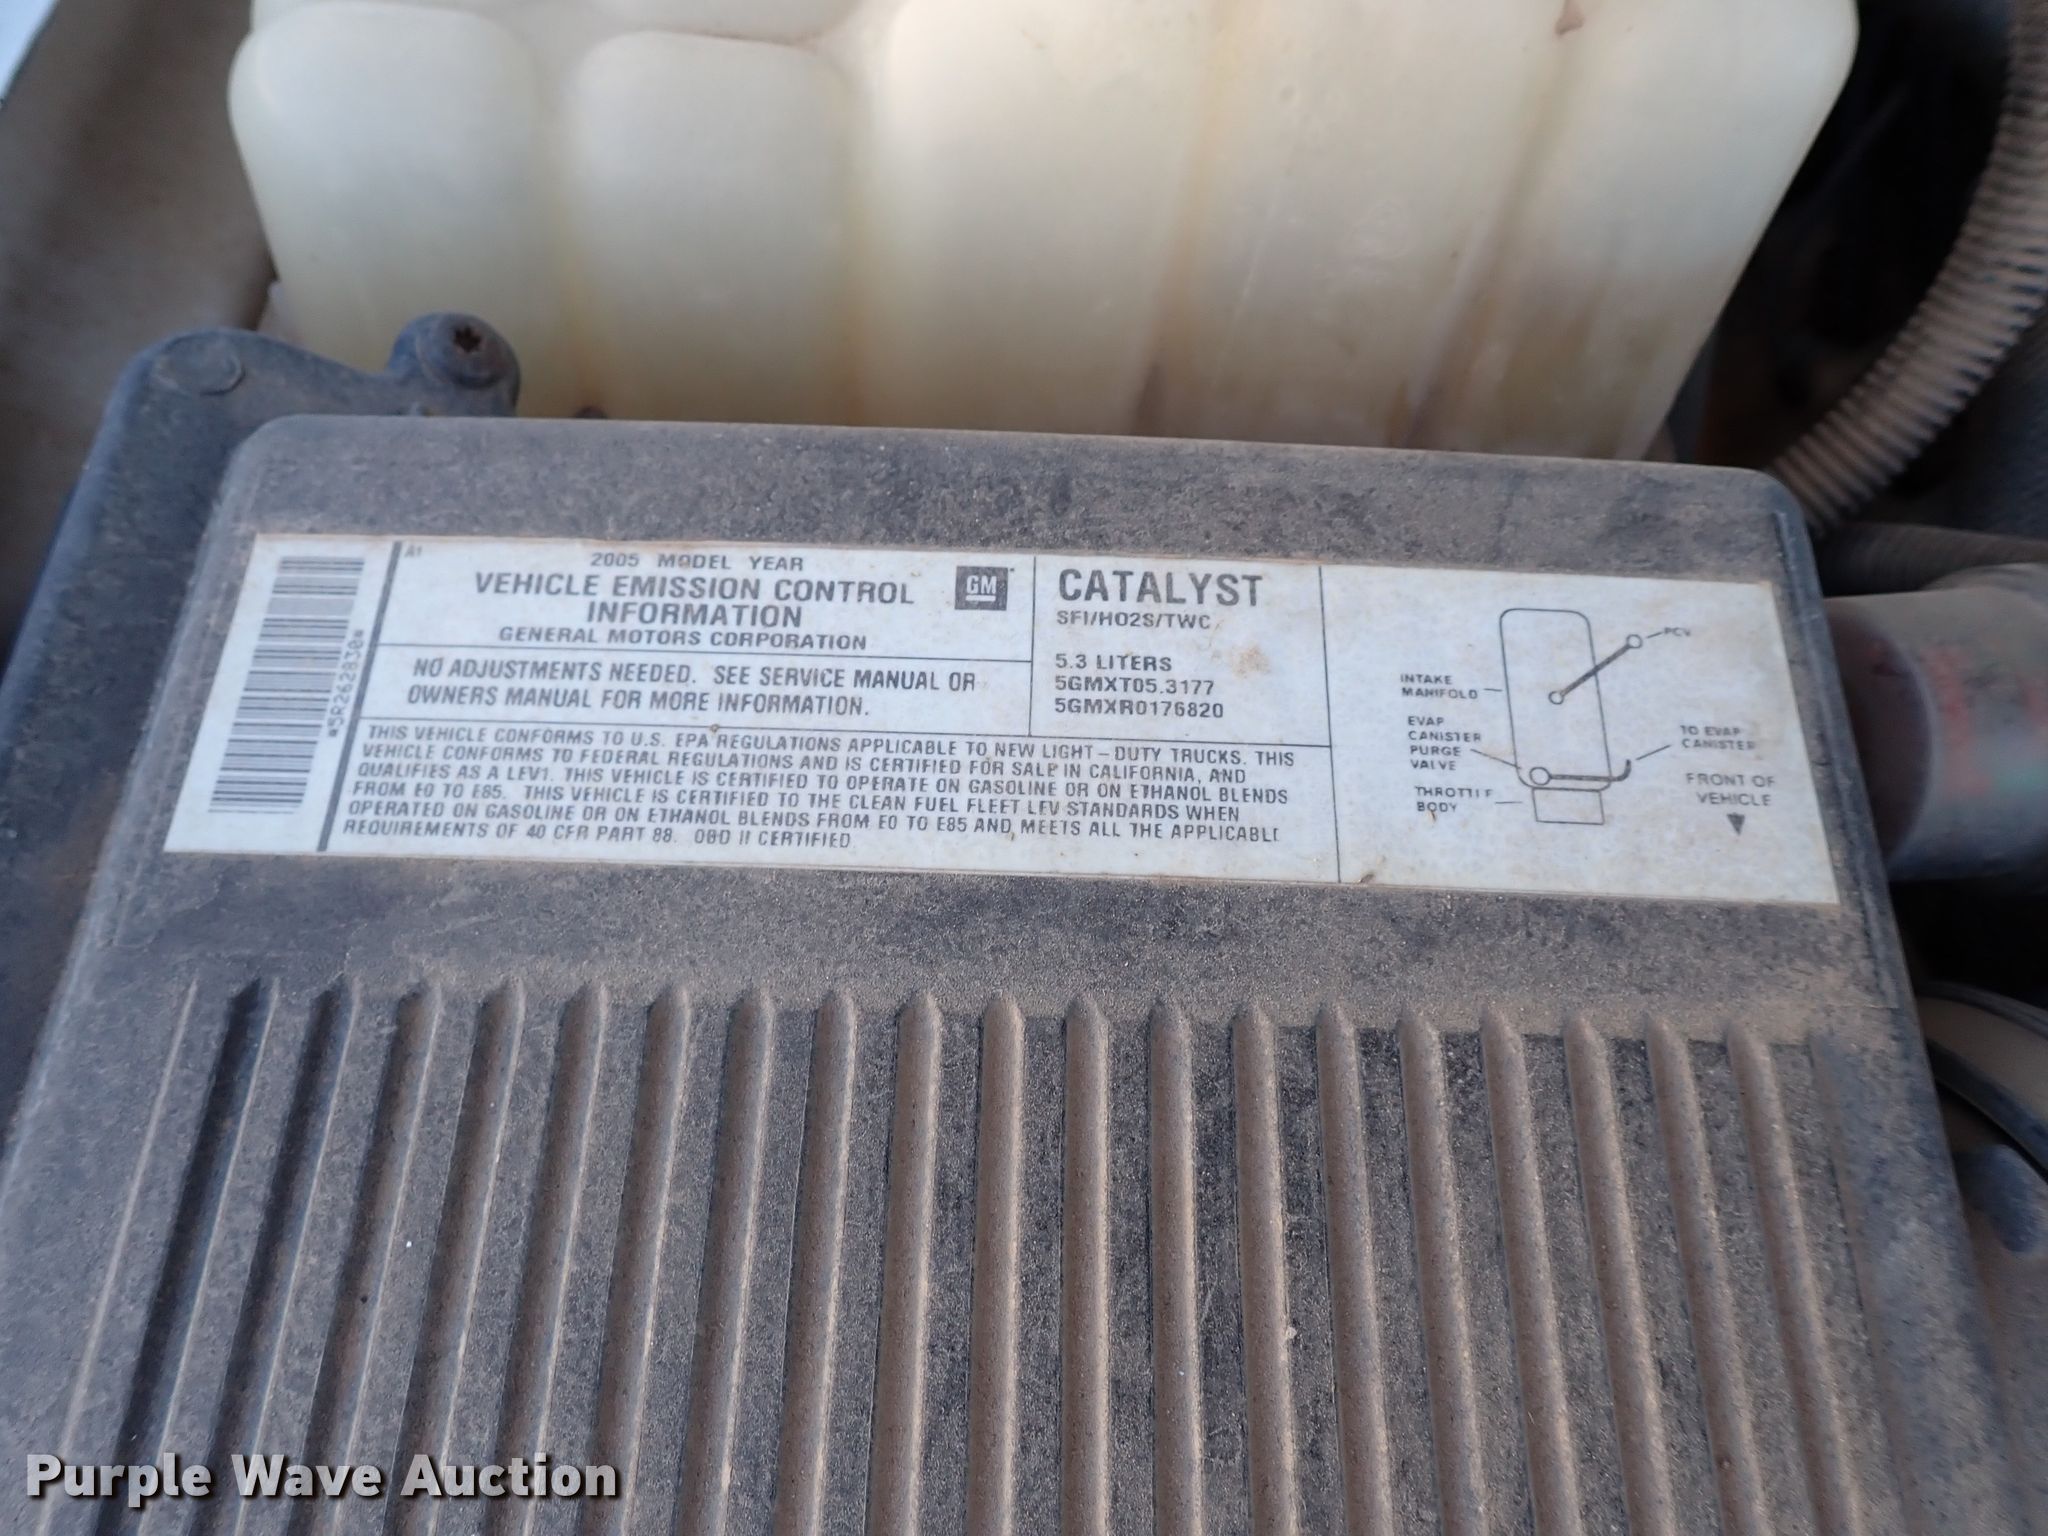 A1
2005 MODEL YEAR
VEHICLE EMISSION CONTROL
INFORMATION
GENERAL MOTORS CORPORATION
GM
*5R262830*
NO ADJUSTMENTS NEEDED. SEE SERVICE MANUAL OR
OWNERS MANUAL FOR MORE INFORMATION.
THIS VEHICLE CONFORMS TO U.S. EPA REGULATIONS APPLICABLE TO NEW LIGHT-DUTY TRUCKS. THIS
VEHICLE CONFORMS TO FEDERAL REGULATIONS AND IS CERTIFIED FOR SALE IN CALIFORNIA, AND
QUALIFIES AS A LEV1. THIS VEHICLE IS CERTIFIED TO OPERATE ON GASOLINE OR ON ETHANOL BLENDS
FROM E0 TO E85. THIS VEHICLE IS CERTIFIED TO THE CLEAN FUEL FLEET LEV STANDARDS WHEN
OPERATED ON GASOLINE OR ON ETHANOL BLENDS FROM E0 TO E85 AND MEETS ALL THE APPLICABLE
REQUIREMENTS OF 40 CFR PART 88. OBD II CERTIFIED
CATALYST
SFI/HO2S/TWC
5.3 LITERS
5GMXT05.3177
5GMXR0176820
PCV
INTAKE
MANIFOLD
EVAP
CANISTER
PURGE
VALVE
THROTTLE
BODY
TO EVAP
CANISTER
FRONT OF
VEHICLE
Purple Wave Auction